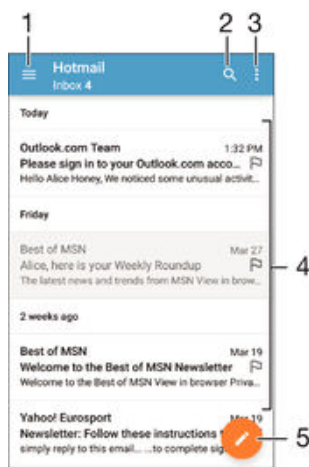 1 2 3
Hotmail
Inbox 4
Today
Outlook.com Team 1:32 PM
Please sign in to your Outlook.com acco...
Hello Alice Honey, We noticed some unusual activit...
Friday
Best of MSN Mar 27
Alice, here is your Weekly Roundup
The latest news and trends from MSN View in brow...
4
2 weeks ago
Best of MSN Mar 19
Welcome to the Best of MSN Newsletter
Welcome to the Best of MSN View in browser Priva...
Yahoo! Eurosport Mar 19
Newsletter: Follow these instructions
5
simply reply to this email... ...to complete